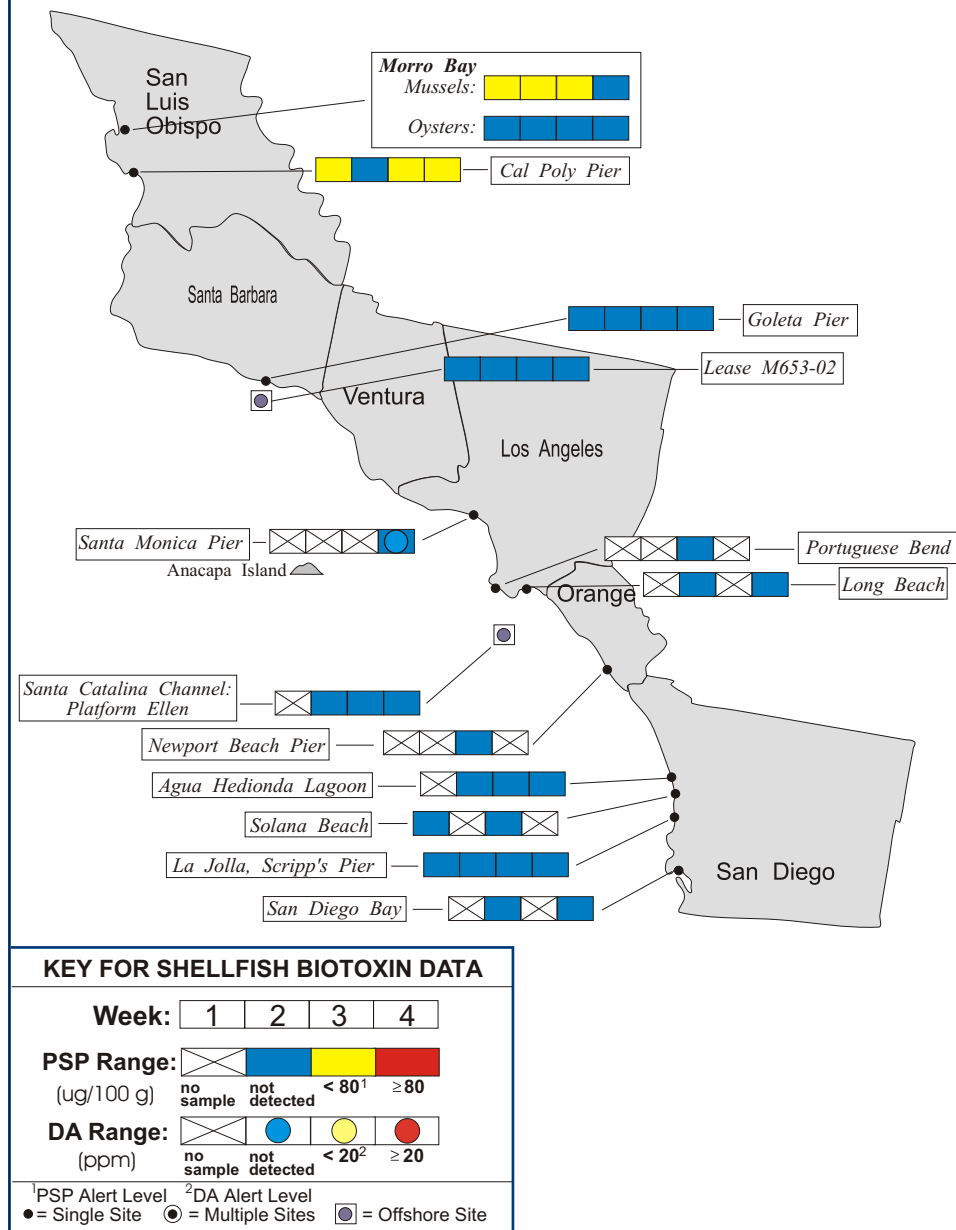 San
Luis
Obispo
Morro Bay
Mussels:
Oysters:
Cal Poly Pier
Santa Barbara
Goleta Pier
Lease M653-02
Ventura
Los Angeles
Santa Monica Pier
Anacapa Island
Portuguese Bend
Long Beach
Orange
Santa Catalina Channel:
Platform Ellen
Newport Beach Pier
Agua Hedionda Lagoon
Solana Beach
La Jolla, Scripp's Pier
San Diego
San Diego Bay
KEY FOR SHELLFISH BIOTOXIN DATA
Week: 1 2 3 4
PSP Range:
(ug/100 g)
no sample not detected < 80¹ ≥ 80
DA Range:
(ppm)
no sample not detected < 20² ≥ 20
¹PSP Alert Level ²DA Alert Level
= Single Site = Multiple Sites = Offshore Site